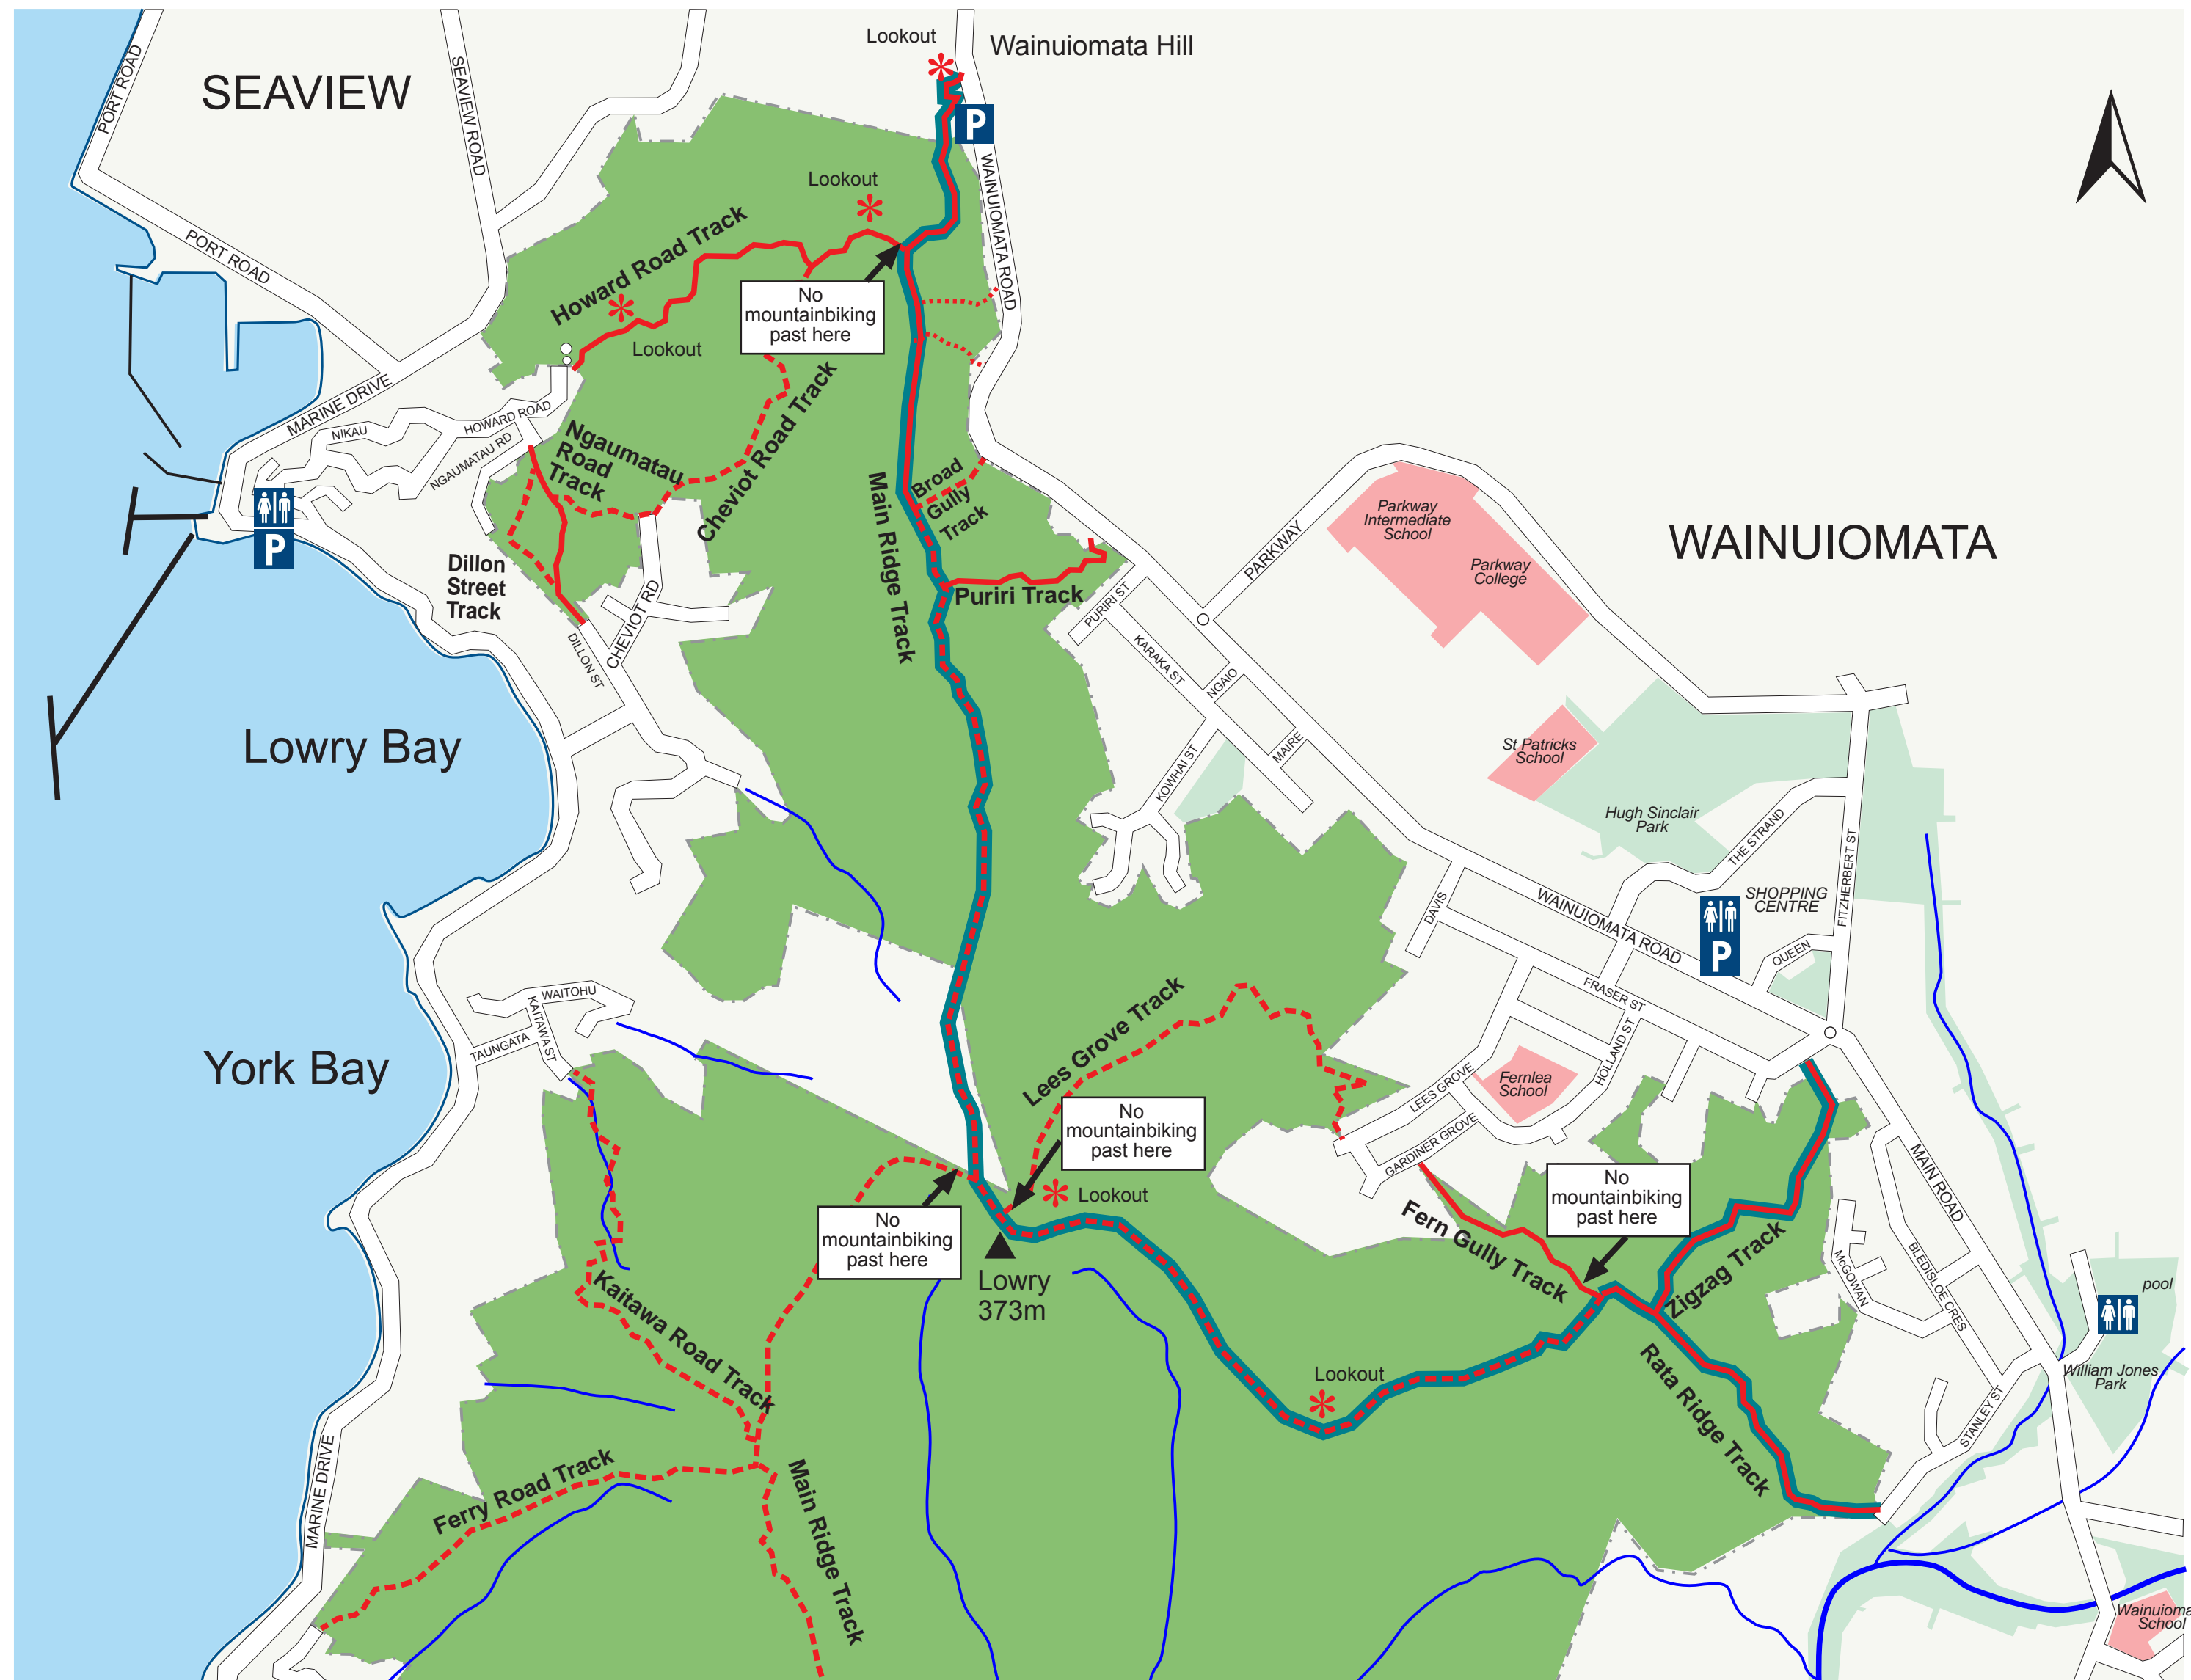 Lookout
Wainuiomata Hill
SEAVIEW
PORT ROAD
SEAVIEW ROAD
P
WAINUIOMATA ROAD
Lookout
Howard Road Track
PORT ROAD
No
mountainbiking
past here
Lookout
MARINE DRIVE
NIKAU
HOWARD ROAD
NGAUMATAU RD
Ngaumatau
Road
Track
Cheviot Road Track
Main Ridge Track
Broad
Gully
Track
P
Dillon
Street
Track
Puriri Track
DILLON ST
CHEVIOT RD
PARKWAY
Parkway
Intermediate
School
Parkway
College
WAINUIOMATA
PURIRI ST
KARAKA ST
NGAIO
MAIRE
KOWHAI ST
St Patricks
School
Hugh Sinclair
Park
THE STRAND
FITZHERBERT ST
SHOPPING
CENTRE
Lowry Bay
DAVIS
WAINUIOMATA ROAD
P
QUEEN
FRASER ST
WAITOHU
KAITAWA ST
TAUNGATA
York Bay
Lees Grove Track
HOLLAND ST
Fernlea
School
LEES GROVE
GARDINER GROVE
No
mountainbiking
past here
Lookout
No
mountainbiking
past here
No
mountainbiking
past here
MAIN ROAD
Fern Gully Track
Zigzag Track
McGOWAN
BLEDISLOE CRES
pool
Lowry
373m
Kaitawa Road Track
Lookout
Rata Ridge Track
William Jones
Park
STANLEY ST
MARINE DRIVE
Ferry Road Track
Main Ridge Track
Wainuioma
School